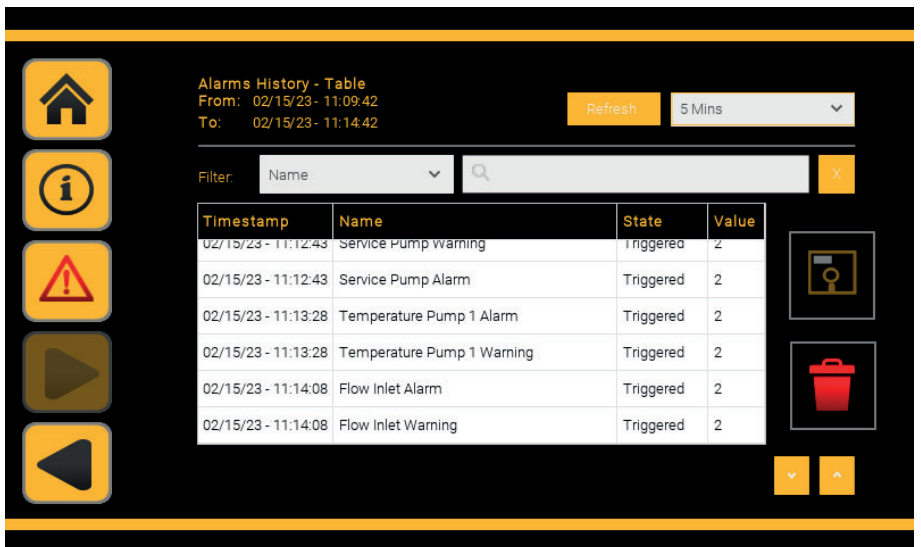 Alarms History - Table
From: 02/15/23 - 11:09:42
To: 02/15/23 - 11:14:42
Refresh
5 Mins
Filter: Name
X
Timestamp Name State Value
02/15/23 - 11:12:43 Service Pump Warning Triggered 2
02/15/23 - 11:12:43 Service Pump Alarm Triggered 2
02/15/23 - 11:13:28 Temperature Pump 1 Alarm Triggered 2
02/15/23 - 11:13:28 Temperature Pump 1 Warning Triggered 2
02/15/23 - 11:14:08 Flow Inlet Alarm Triggered 2
02/15/23 - 11:14:08 Flow Inlet Warning Triggered 2